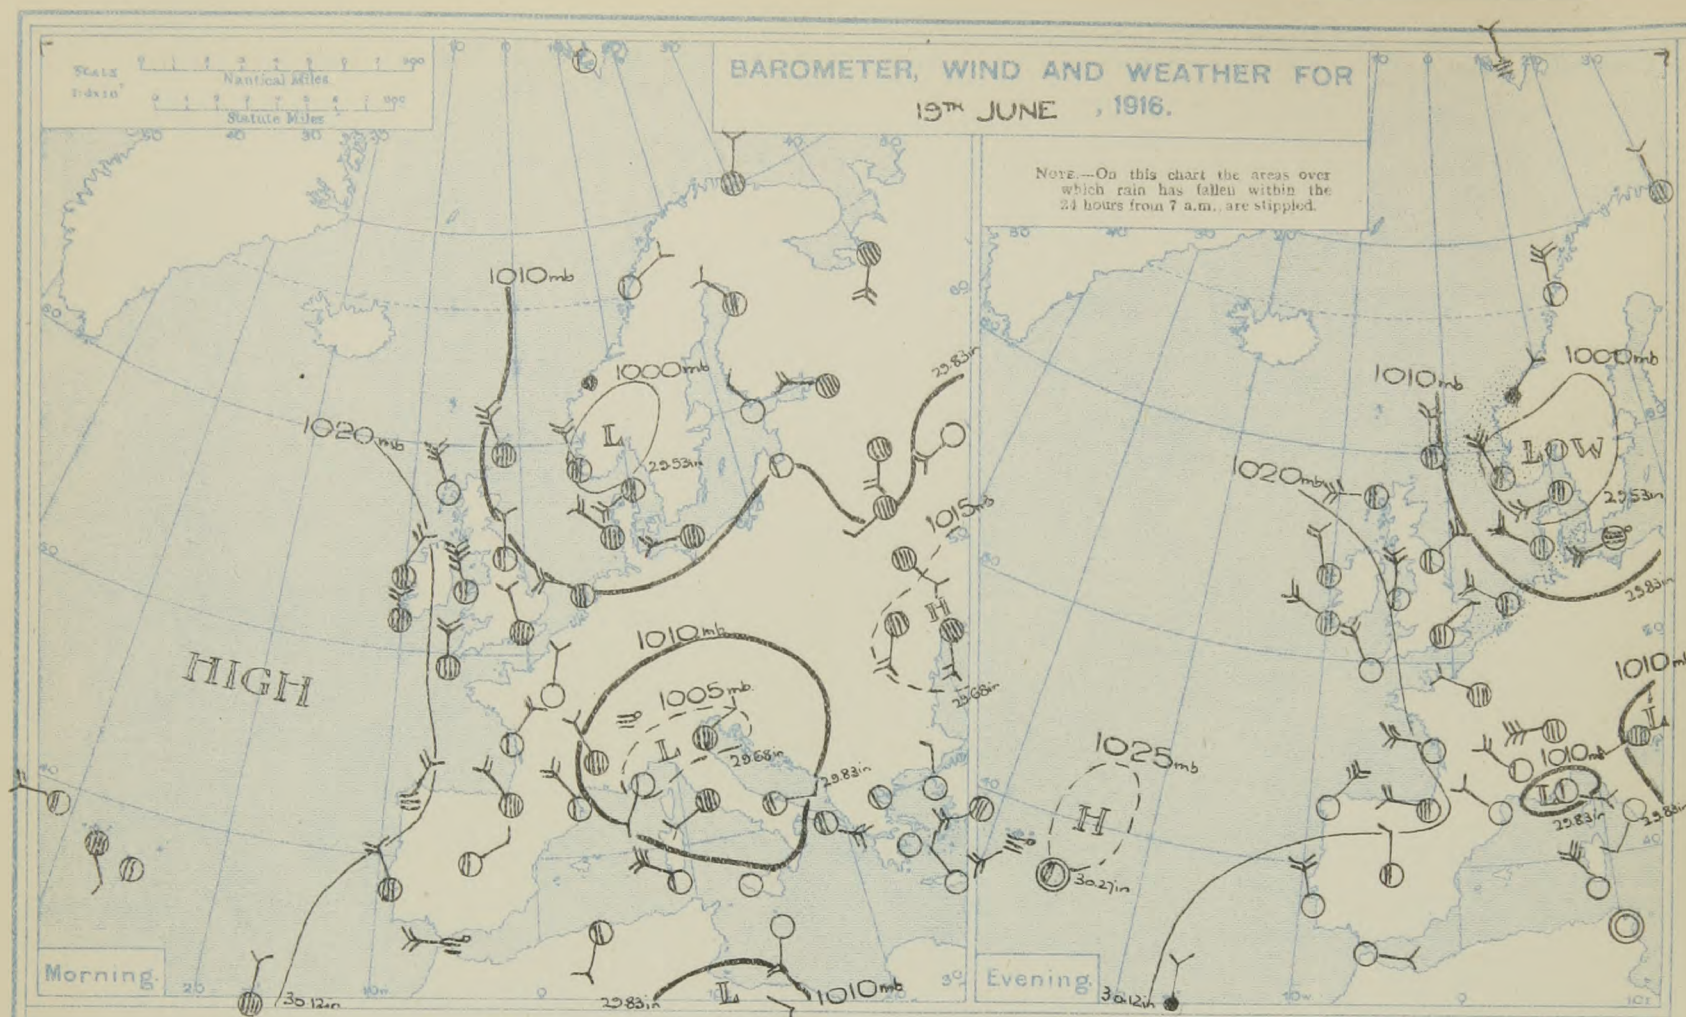 SCALE
Nautical Miles
Statute Miles
BAROMETER, WIND AND WEATHER FOR
19TH JUNE , 1916.
NOTE.—On this chart the areas over
which rain has fallen within the
24 hours from 7 a.m., are stippled.
1010mb
1000mb
L
29.53in
29.83in
1020mb
1015mb
H
29.68in
HIGH
1010mb
1005mb
L
29.68in
29.83in
Morning.
30.12in
29.83in
L
1010mb
1010mb
1000mb
LOW
29.53in
29.83in
1020mb
1010mb
L
1025mb
H
30.27in
1010mb
LO
29.83in
29.83in
Evening.
30.12in